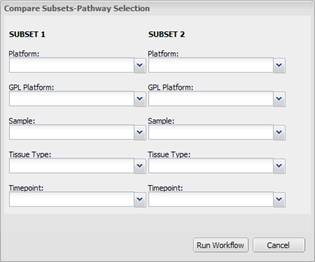 Compare Subsets-Pathway Selection
SUBSET 1 SUBSET 2
Platform: Platform:
GPL Platform: GPL Platform:
Sample: Sample:
Tissue Type: Tissue Type:
Timepoint: Timepoint:
Run Workflow Cancel